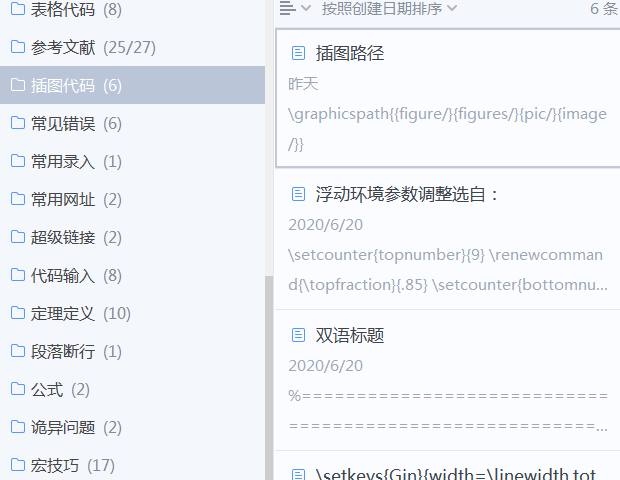 表格代码 (8)
参考文献 (25/27)
插图代码 (6)
常见错误 (6)
常用录入 (1)
常用网址 (2)
超级链接 (2)
代码输入 (8)
定理定义 (10)
段落断行 (1)
公式 (2)
诡异问题 (2)
宏技巧 (17)
按照创建日期排序
6 条
插图路径
昨天
\graphicspath{{figure/}{figures/}{pic/}{image
/}}
浮动环境参数调整选自：
2020/6/20
\setcounter{topnumber}{9} \renewcomman
d{\topfraction}{.85} \setcounter{bottomnu...
双语标题
2020/6/20
%============================
============================...
\setkeys{Gin}{width=\linewidth,tot